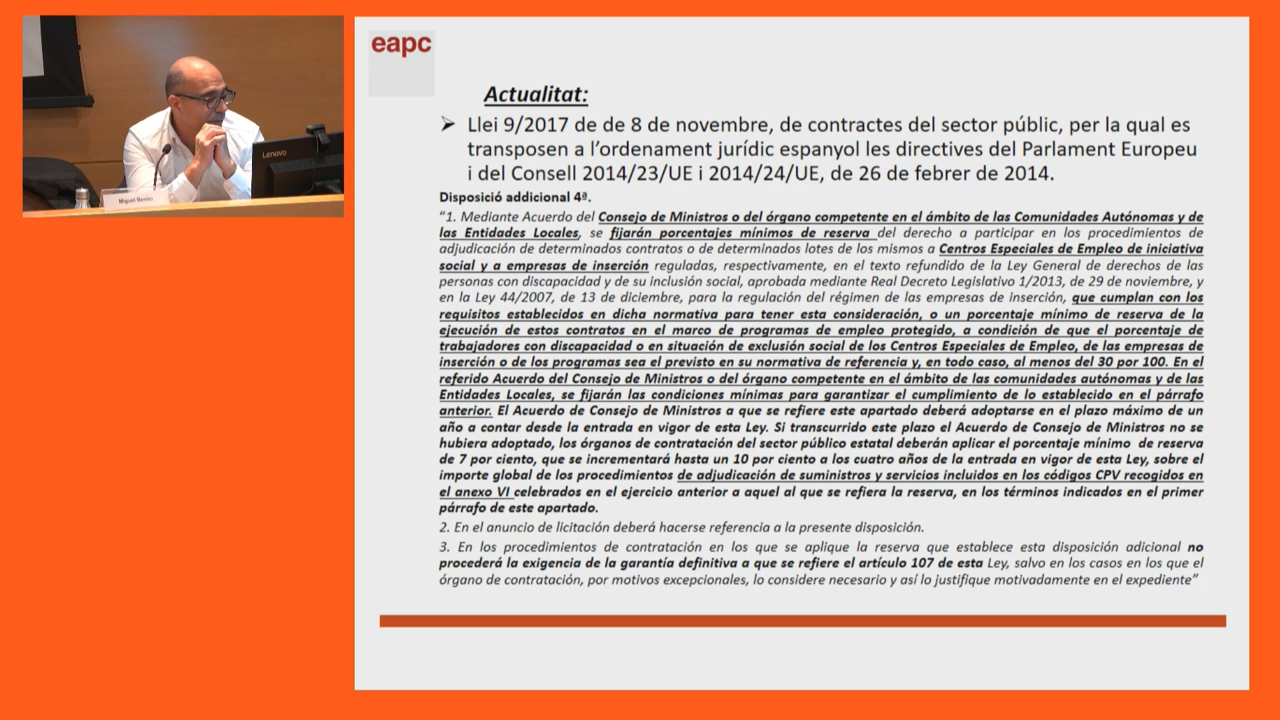 eapc
Actualitat:
➢ Llei 9/2017 de de 8 de novembre, de contractes del sector públic, per la qual es
transposen a l'ordenament jurídic espanyol les directives del Parlament Europeu
i del Consell 2014/23/UE i 2014/24/UE, de 26 de febrer de 2014.
Disposició addicional 4ª.
“1. Mediante Acuerdo del Consejo de Ministros o del órgano competente en el ámbito de las Comunidades Autónomas y de
las Entidades Locales, se fijarán porcentajes mínimos de reserva del derecho a participar en los procedimientos de
adjudicación de determinados contratos o de determinados lotes de los mismos a Centros Especiales de Empleo de iniciativa
social y a empresas de inserción reguladas, respectivamente, en el texto refundido de la Ley General de derechos de las
personas con discapacidad y de su inclusión social, aprobada mediante Real Decreto Legislativo 1/2013, de 29 de noviembre, y
en la Ley 44/2007, de 13 de diciembre, para la regulación del régimen de las empresas de inserción, que cumplan con los
requisitos establecidos en dicha normativa para tener esta consideración, o un porcentaje mínimo de reserva de la
ejecución de estos contratos en el marco de programas de empleo protegido, a condición de que el porcentaje de
trabajadores con discapacidad o en situación de exclusión social de los Centros Especiales de Empleo, de las empresas de
inserción o de los programas sea el previsto en su normativa de referencia y, en todo caso, al menos del 30 por 100. En el
referido Acuerdo del Consejo de Ministros o del órgano competente en el ámbito de las comunidades autónomas y de las
Entidades Locales, se fijarán las condiciones mínimas para garantizar el cumplimiento de lo establecido en el párrafo
anterior. El Acuerdo de Consejo de Ministros a que se refiere este apartado deberá adoptarse en el plazo máximo de un
año a contar desde la entrada en vigor de esta Ley. Si transcurrido este plazo el Acuerdo de Consejo de Ministros no se
hubiera adoptado, los órganos de contratación del sector público estatal deberán aplicar el porcentaje mínimo de reserva
de 7 por ciento, que se incrementará hasta un 10 por ciento a los cuatro años de la entrada en vigor de esta Ley, sobre el
importe global de los procedimientos de adjudicación de suministros y servicios incluidos en los códigos CPV recogidos en
el anexo VI celebrados en el ejercicio anterior a aquel al que se refiera la reserva, en los términos indicados en el primer
párrafo de este apartado.
2. En el anuncio de licitación deberá hacerse referencia a la presente disposición.
3. En los procedimientos de contratación en los que se aplique la reserva que establece esta disposición adicional no
procederá la exigencia de la garantía definitiva a que se refiere el artículo 107 de esta Ley, salvo en los casos en los que el
órgano de contratación, por motivos excepcionales, lo considere necesario y así lo justifique motivadamente en el expediente”
Lenovo
Miguel Benito